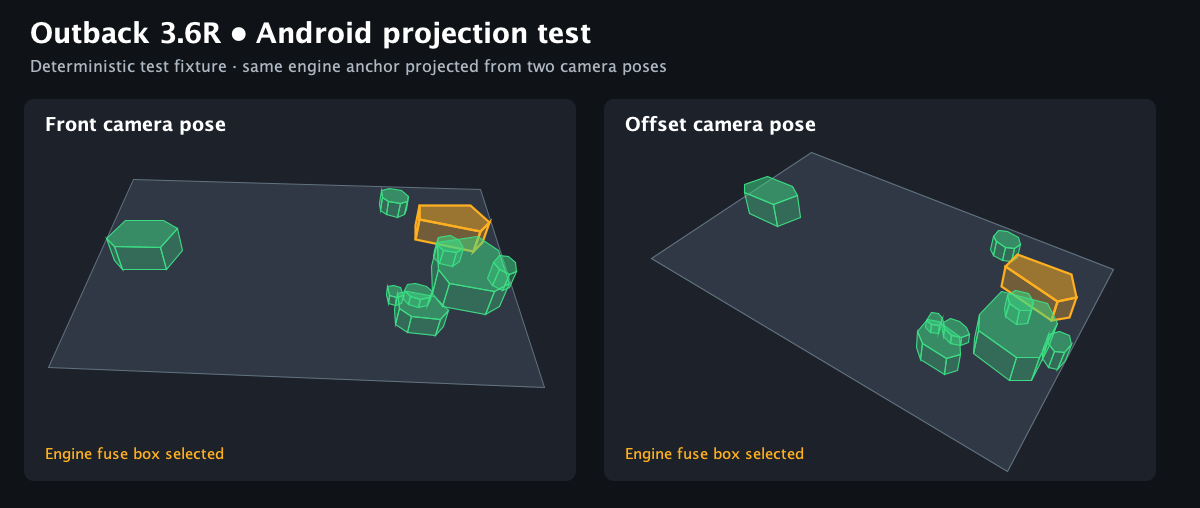 Outback 3.6R ● Android projection test
Deterministic test fixture · same engine anchor projected from two camera poses
Front camera pose
Engine fuse box selected
Offset camera pose
Engine fuse box selected